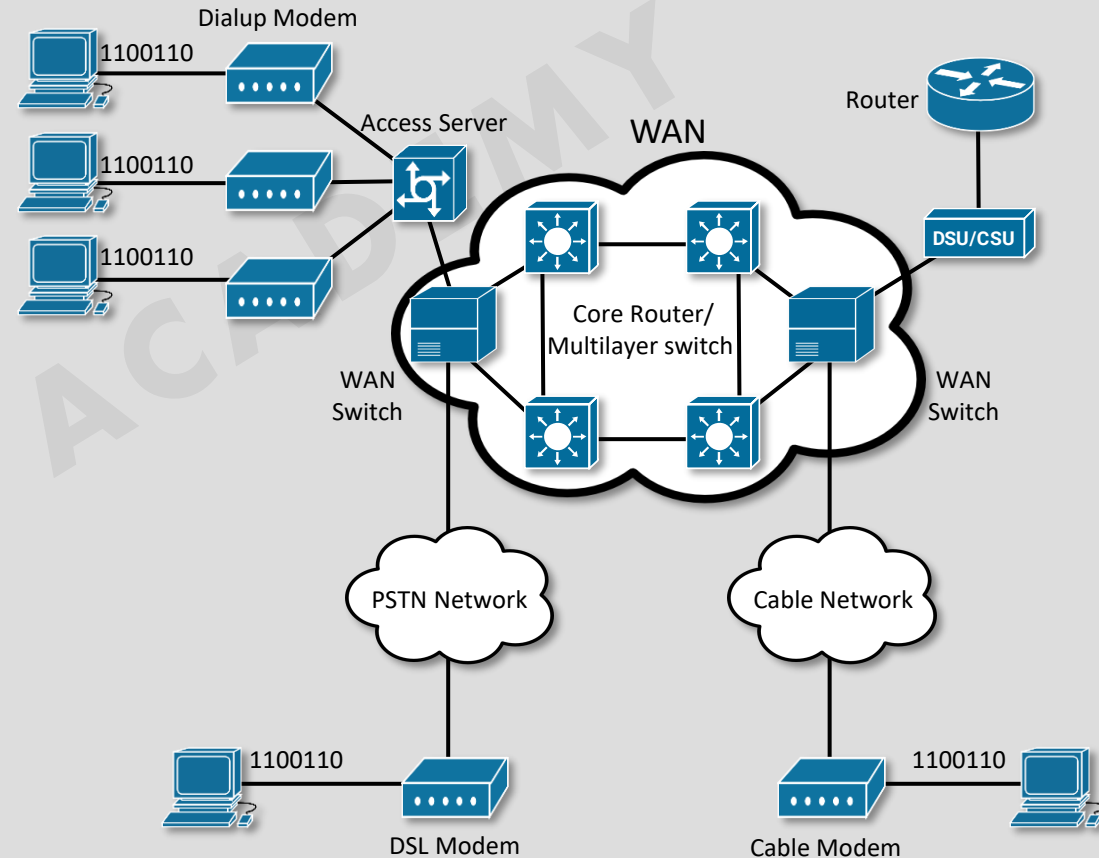 Dialup Modem
1100110
Access Server
1100110
1100110
WAN
Router
DSU/CSU
Core Router/
Multilayer switch
WAN
Switch
WAN
Switch
PSTN Network
Cable Network
1100110
DSL Modem
1100110
Cable Modem
ACADEMY